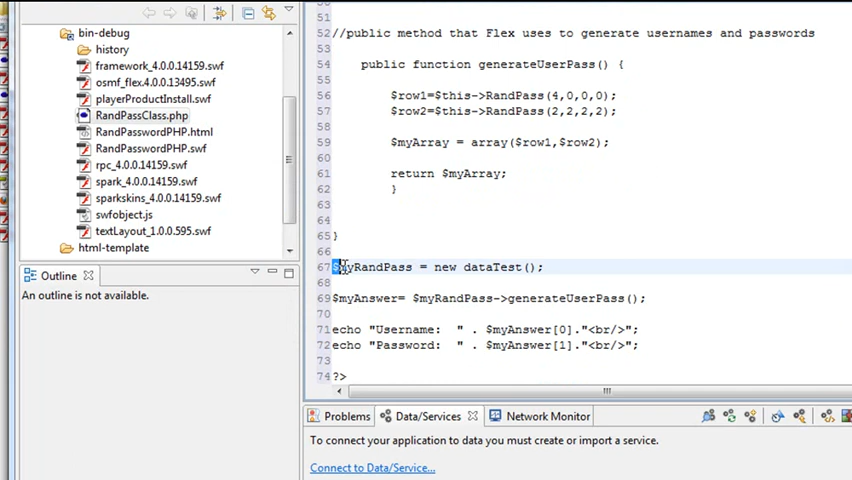 bin-debug
history
framework_4.0.0.14159.swf
osmf_flex.4.0.0.13495.swf
playerProductInstall.swf
RandPassClass.php
RandPasswordPHP.html
RandPasswordPHP.swf
rpc_4.0.0.14159.swf
spark_4.0.0.14159.swf
sparkskins_4.0.0.14159.swf
swfobject.js
textLayout_1.0.0.595.swf
html-template
Outline
An outline is not available.
51
52 //public method that Flex uses to generate usernames and passwords
53
54 public function generateUserPass() {
55
56 $row1=$this->RandPass(4,0,0,0);
57 $row2=$this->RandPass(2,2,2,2);
58
59 $myArray = array($row1,$row2);
60
61 return $myArray;
62 }
63
64
65 }
66
67 $myRandPass = new dataTest();
68
69 $myAnswer= $myRandPass->generateUserPass();
70
71 echo "Username:  " . $myAnswer[0]."<br/>";
72 echo "Password:  " . $myAnswer[1]."<br/>";
73
74 ?>
Problems Data/Services Network Monitor
To connect your application to data you must create or import a service.
Connect to Data/Service...